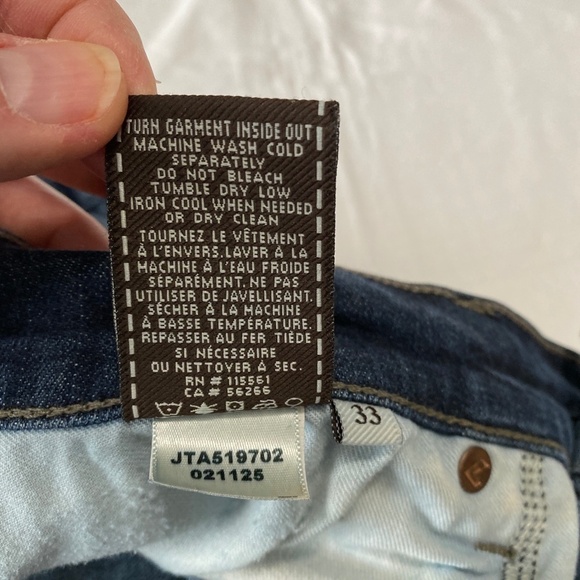 TURN GARMENT INSIDE OUT
MACHINE WASH COLD
SEPARATELY
DO NOT BLEACH
TUMBLE DRY LOW
IRON COOL WHEN NEEDED
OR DRY CLEAN
TOURNEZ LE VÊTEMENT
À L'ENVERS.LAVER À LA
MACHINE À L'EAU FROIDE
SÉPARÉMENT. NE PAS
UTILISER DE JAVELLISANT.
SÉCHER À LA MACHINE
À BASSE TEMPÉRATURE.
REPASSER AU FER TIÈDE
SI NÉCESSAIRE
OU NETTOYER À SEC.
RN # 115561
CA # 56266
33
JTA519702
021125